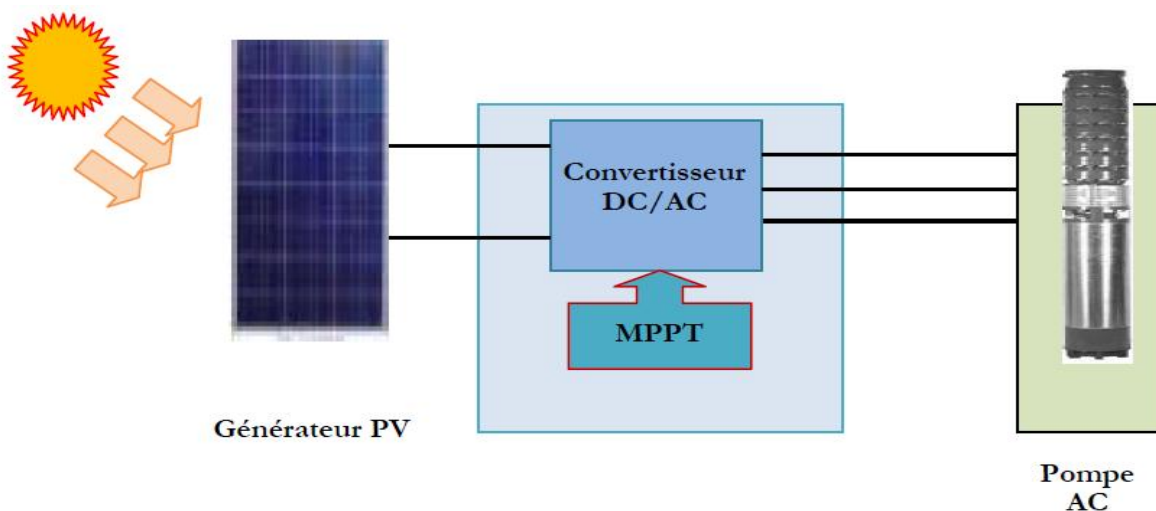 Convertisseur
DC/AC
MPPT
Générateur PV
Pompe
AC